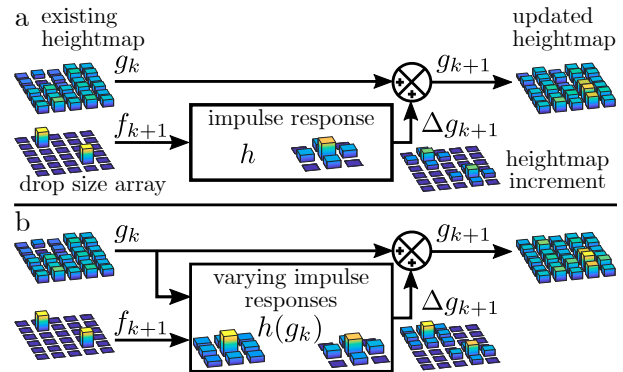 a
existing
heightmap
g_k
f_{k+1}
drop size array
impulse response
h
g_{k+1}
Δg_{k+1}
updated
heightmap
heightmap
increment
b
g_k
f_{k+1}
varying impulse
responses
h(g_k)
g_{k+1}
Δg_{k+1}